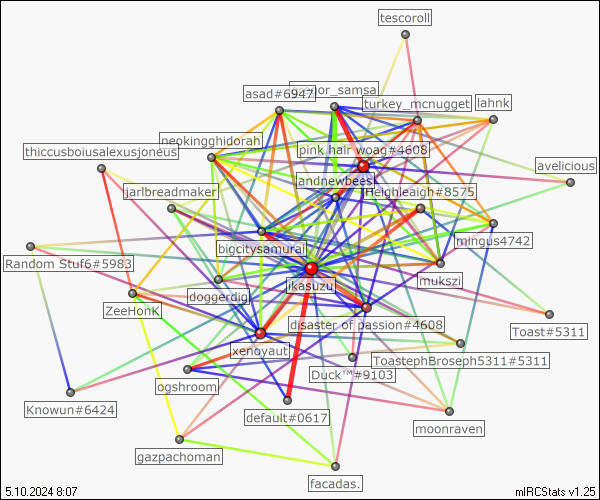 tescoroll
asad#6947
or_samsa
turkey_mcnugget
lahnk
neokingghidorah
pink hair woag#4608
thiccusboiusalexusjoneus
avelicious
andnewbees
jarlbreadmaker
Heighleaigh#8575
bigcitysamurai
mingus4742
Random Stuf6#5983
mukszi
doggerdigi
ikasuzu
ZeeHonK
disaster of passion#4608
Toast#5311
xenoyaut
ToastephBroseph5311#5311
Duck™#9103
ogshroom
Knowun#6424
default#0617
moonraven
gazpachoman
facadas.
5.10.2024 8:07
mIRCStats v1.25